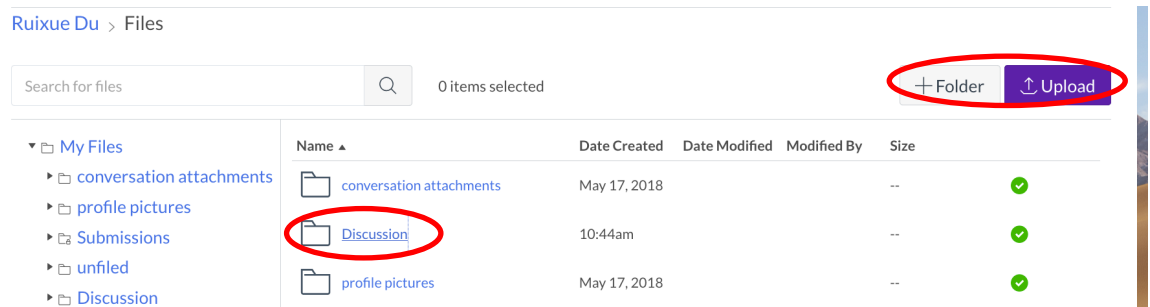 Ruixue Du > Files
Search for files 0 items selected + Folder Upload
My Files
conversation attachments
profile pictures
Submissions
unfiled
Discussion
Name Date Created Date Modified Modified By Size
conversation attachments May 17, 2018 --
Discussion 10:44am --
profile pictures May 17, 2018 --